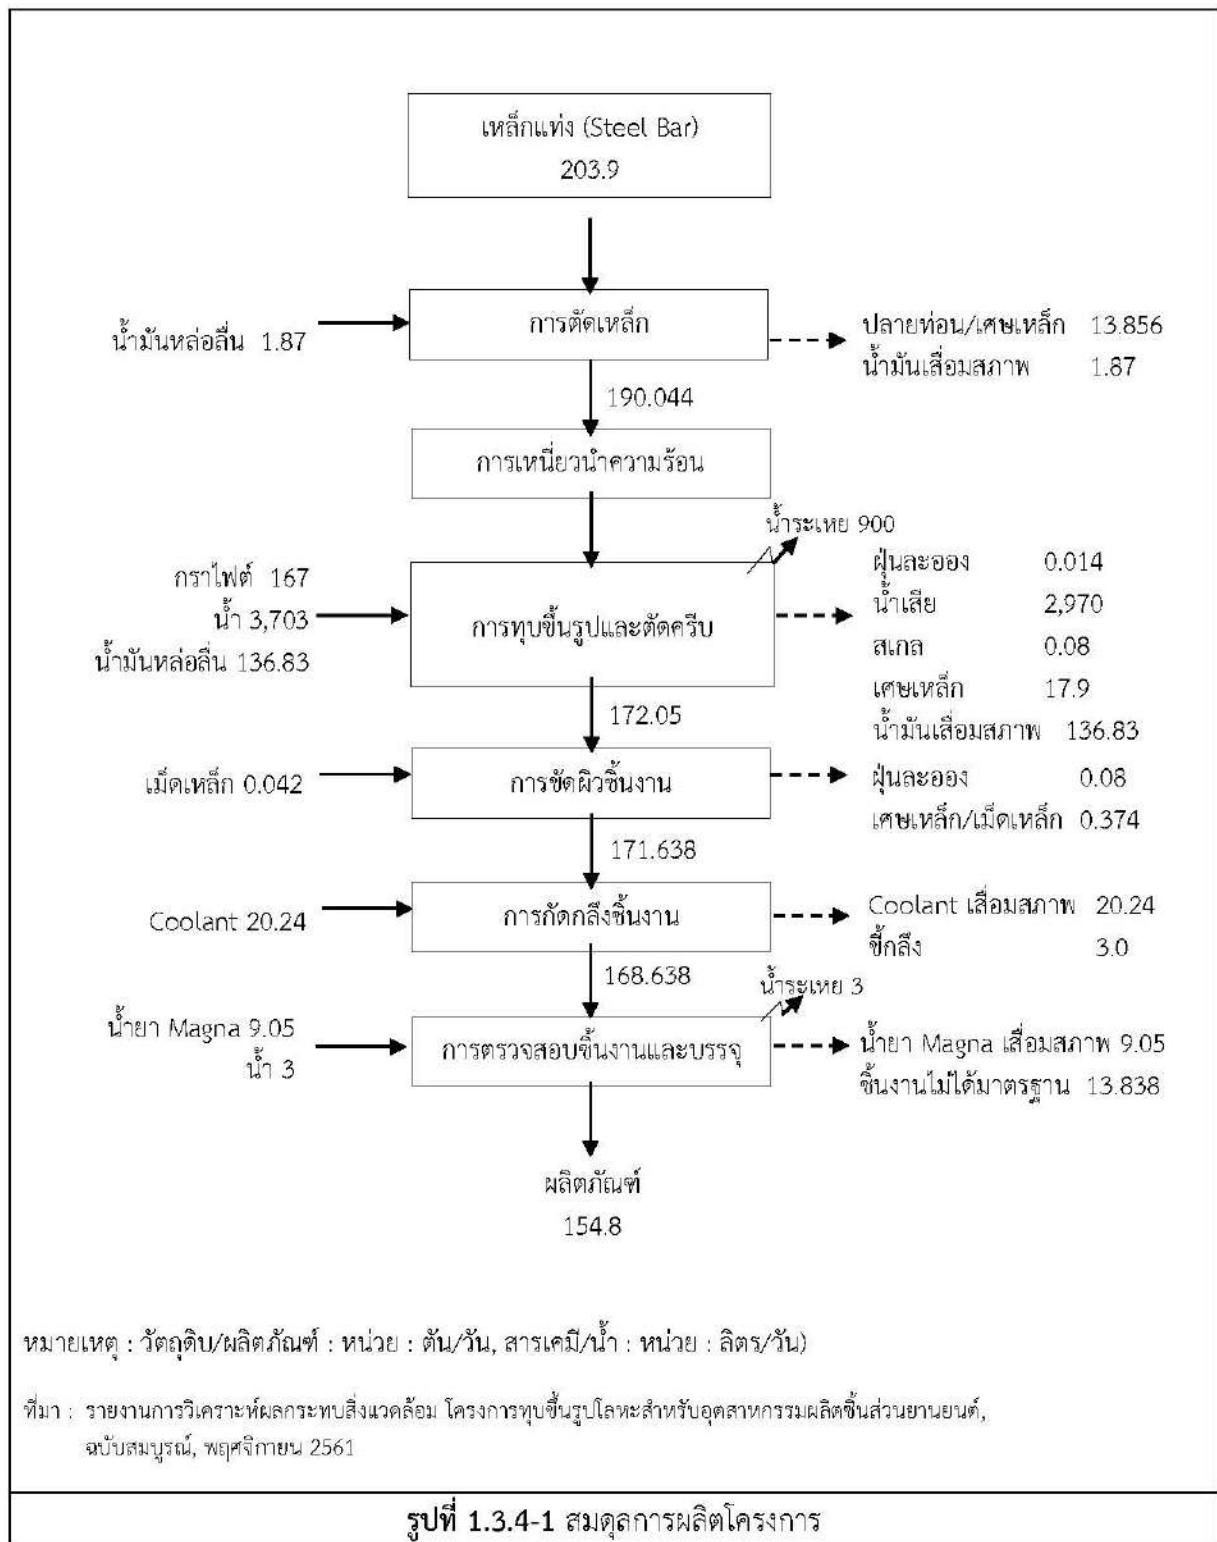 เหล็กแท่ง (Steel Bar)
203.9
น้ำมันหล่อลื่น 1.87
การตัดเหล็ก
ปลายท่อน/เศษเหล็ก 13.856
น้ำมันเสื่อมสภาพ 1.87
190.044
การเหนี่ยวนำความร้อน
น้ำระเหย 900
กราไฟต์ 167
น้ำ 3,703
น้ำมันหล่อลื่น 136.83
การทุบขึ้นรูปและตัดครีบ
ฝุ่นละออง 0.014
น้ำเสีย 2,970
สเกล 0.08
เศษเหล็ก 17.9
น้ำมันเสื่อมสภาพ 136.83
172.05
เม็ดเหล็ก 0.042
การขัดผิวชิ้นงาน
ฝุ่นละออง 0.08
เศษเหล็ก/เม็ดเหล็ก 0.374
171.638
Coolant 20.24
การกัดกลึงชิ้นงาน
Coolant เสื่อมสภาพ 20.24
ขี้กลึง 3.0
168.638
น้ำระเหย 3
น้ำยา Magna 9.05
น้ำ 3
การตรวจสอบชิ้นงานและบรรจุ
น้ำยา Magna เสื่อมสภาพ 9.05
ชิ้นงานไม่ได้มาตรฐาน 13.838
ผลิตภัณฑ์
154.8
หมายเหตุ : วัตถุดิบ/ผลิตภัณฑ์ : หน่วย : ตัน/วัน, สารเคมี/น้ำ : หน่วย : ลิตร/วัน)
ที่มา : รายงานการวิเคราะห์ผลกระทบสิ่งแวดล้อม โครงการทุบขึ้นรูปโลหะสำหรับอุตสาหกรรมผลิตชิ้นส่วนยานยนต์,
ฉบับสมบูรณ์, พฤศจิกายน 2561
รูปที่ 1.3.4-1 สมดุลการผลิตโครงการ